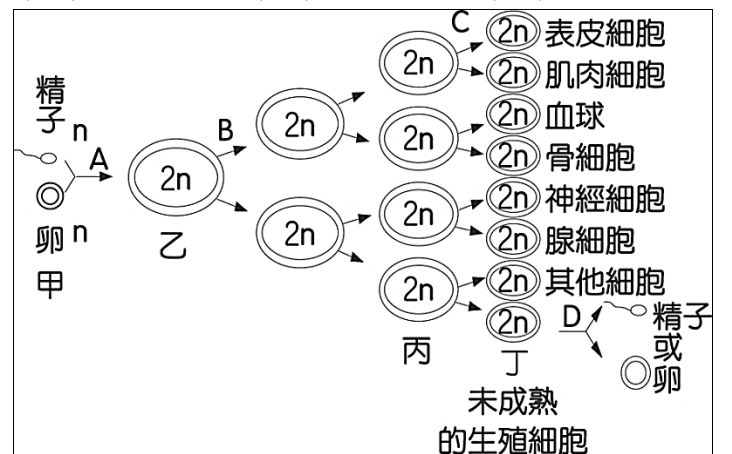 精子 n
A
卵 n
甲
2n
乙
B
2n
2n
2n
2n
2n
2n
丙
C
2n 表皮細胞
2n 肌肉細胞
2n 血球
2n 骨細胞
2n 神經細胞
2n 腺細胞
2n 其他細胞
2n
丁
未成熟
的生殖細胞
D
精子
或
卵